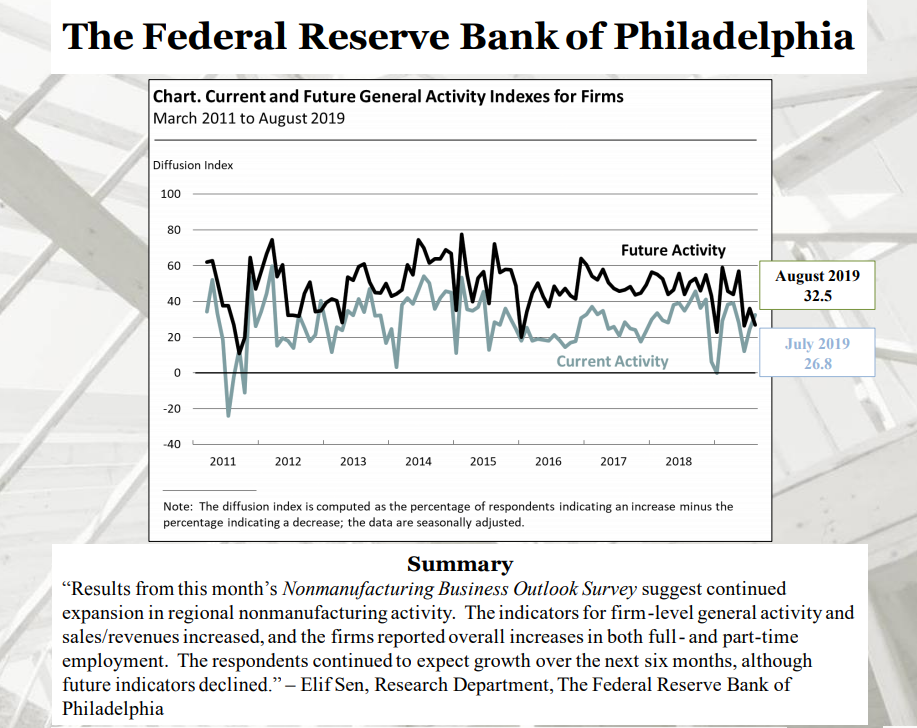 The Federal Reserve Bank of Philadelphia
Chart. Current and Future General Activity Indexes for Firms
March 2011 to August 2019
Diffusion Index
100
80
60
40
20
0
-20
-40
Future Activity
Current Activity
2011 2012 2013 2014 2015 2016 2017 2018
August 2019
32.5
July 2019
26.8
Note: The diffusion index is computed as the percentage of respondents indicating an increase minus the
percentage indicating a decrease; the data are seasonally adjusted.
Summary
“Results from this month’s Nonmanufacturing Business Outlook Survey suggest continued
expansion in regional nonmanufacturing activity. The indicators for firm-level general activity and
sales/revenues increased, and the firms reported overall increases in both full- and part-time
employment. The respondents continued to expect growth over the next six months, although
future indicators declined.” – Elif Sen, Research Department, The Federal Reserve Bank of
Philadelphia